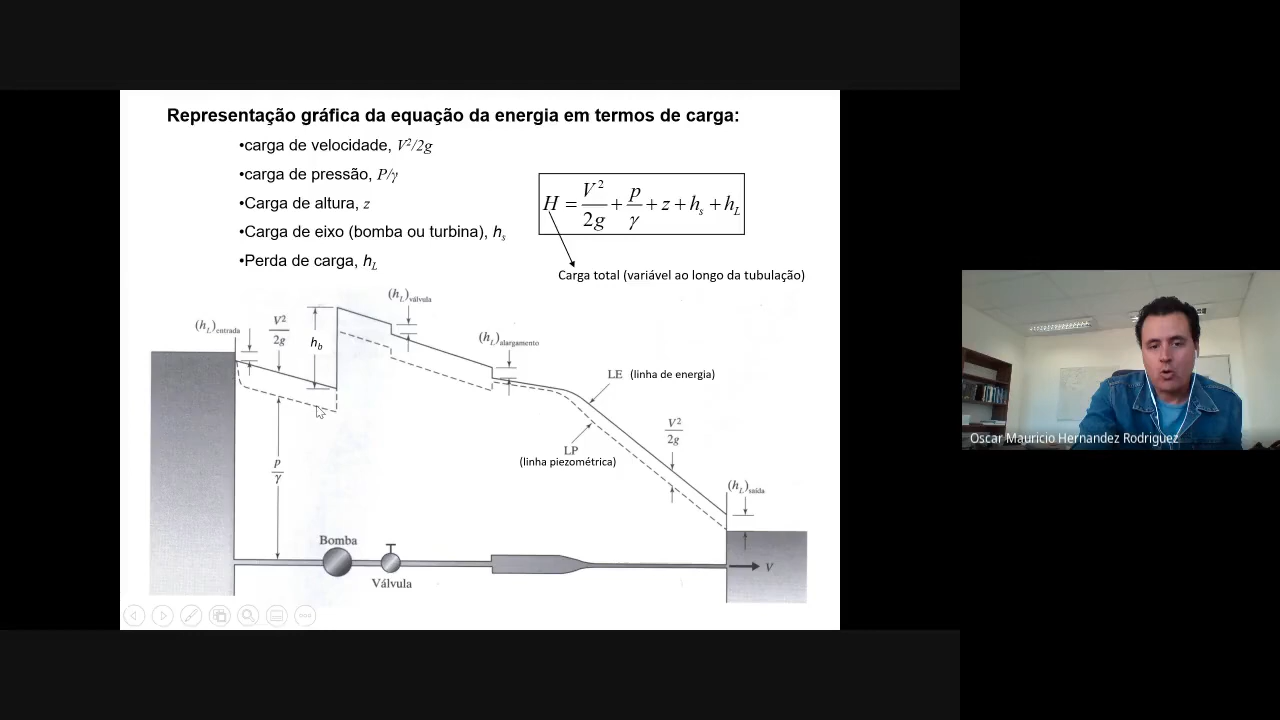 Representação gráfica da equação da energia em termos de carga:
•carga de velocidade, V²/2g
•carga de pressão, P/γ
•Carga de altura, z
•Carga de eixo (bomba ou turbina), hs
•Perda de carga, hL
H = V²/2g + p/γ + z + hs + hL
Carga total (variável ao longo da tubulação)
(hL)válvula
(hL)entrada
V²/2g
hb
(hL)alargamento
LE (linha de energia)
V²/2g
LP
(linha piezométrica)
p/γ
(hL)saída
Bomba
Válvula
V
Oscar Mauricio Hernandez Rodriguez